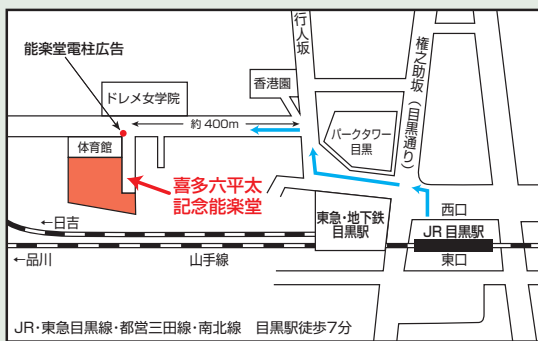 能楽堂電柱広告
ドレメ女学院
香港園
行人坂
権之助坂(目黒通り)
約400m
パークタワー
目黒
体育館
喜多六平太
記念能楽堂
東急・地下鉄
目黒駅
西口
JR 目黒駅
東口
←日吉
←品川
山手線
JR・東急目黒線・都営三田線・南北線 目黒駅徒歩7分